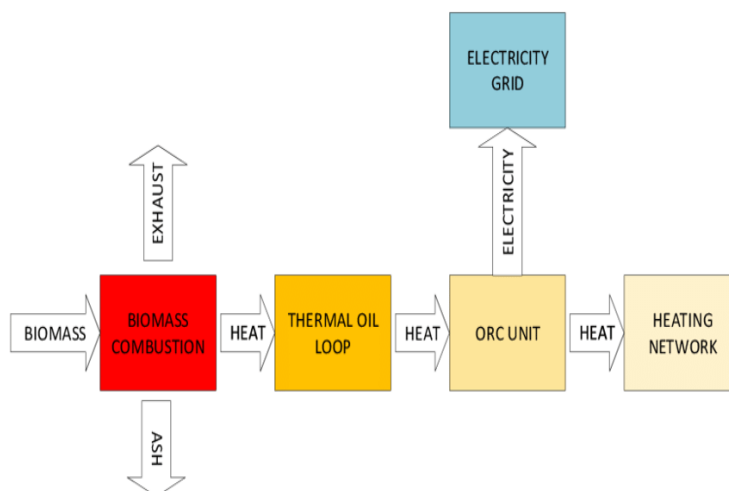 ELECTRICITY
GRID
EXHAUST
ELECTRICITY
BIOMASS
BIOMASS
COMBUSTION
HEAT
THERMAL OIL
LOOP
HEAT
ORC UNIT
HEAT
HEATING
NETWORK
ASH